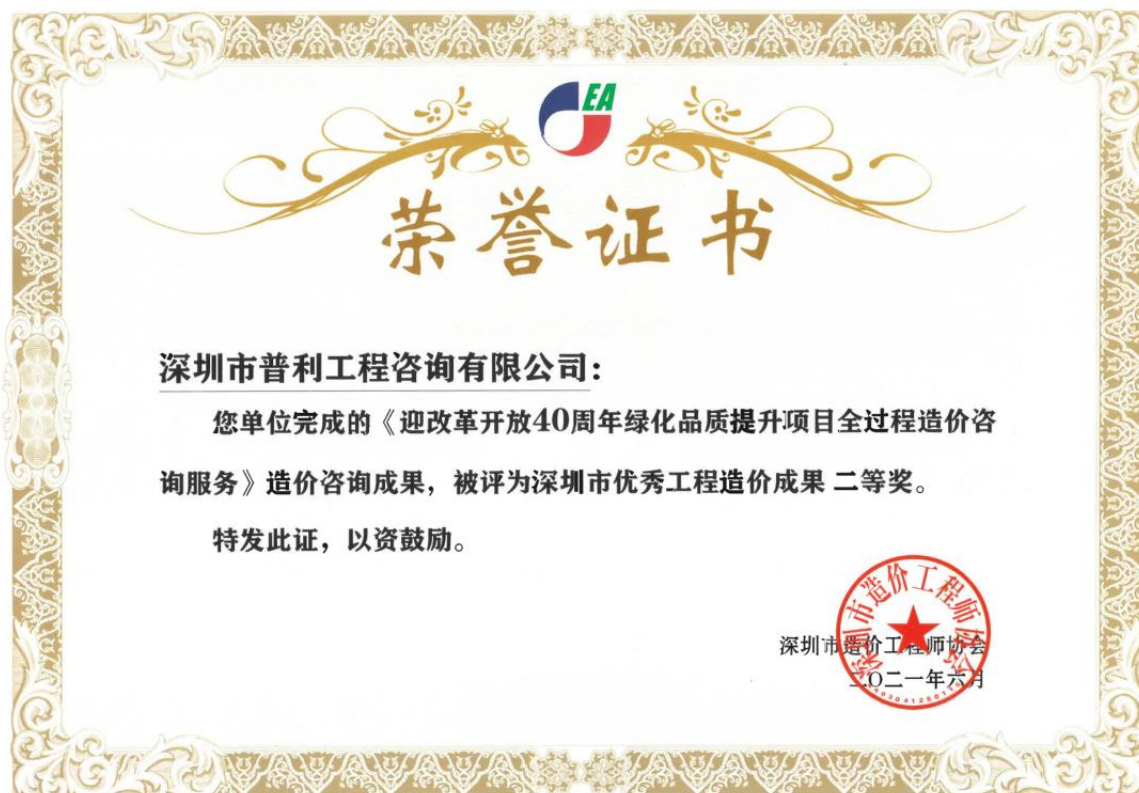 EA
荣誉证书
深圳市普利工程咨询有限公司:
您单位完成的《迎改革开放40周年绿化品质提升项目全过程造价咨
询服务》造价咨询成果，被评为深圳市优秀工程造价成果 二等奖。
特发此证，以资鼓励。
深圳市造价工程师协会
深圳市造价工程师协会
二〇二一年六月